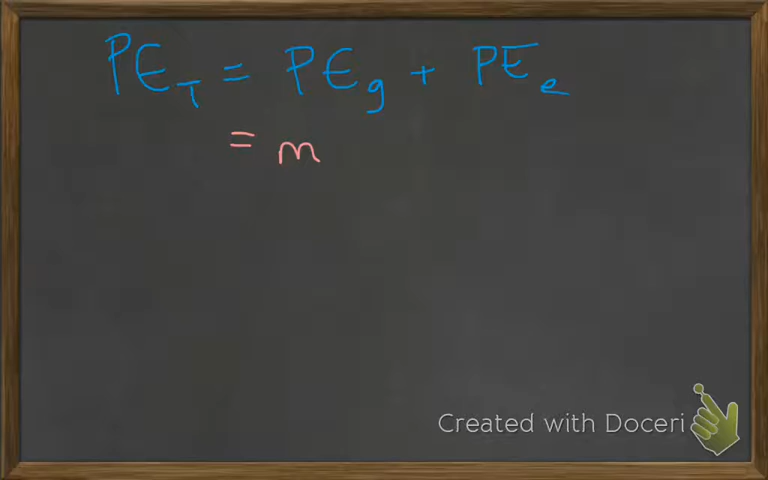 PE_T = PE_g + PE_e
= m
Created with Doceri